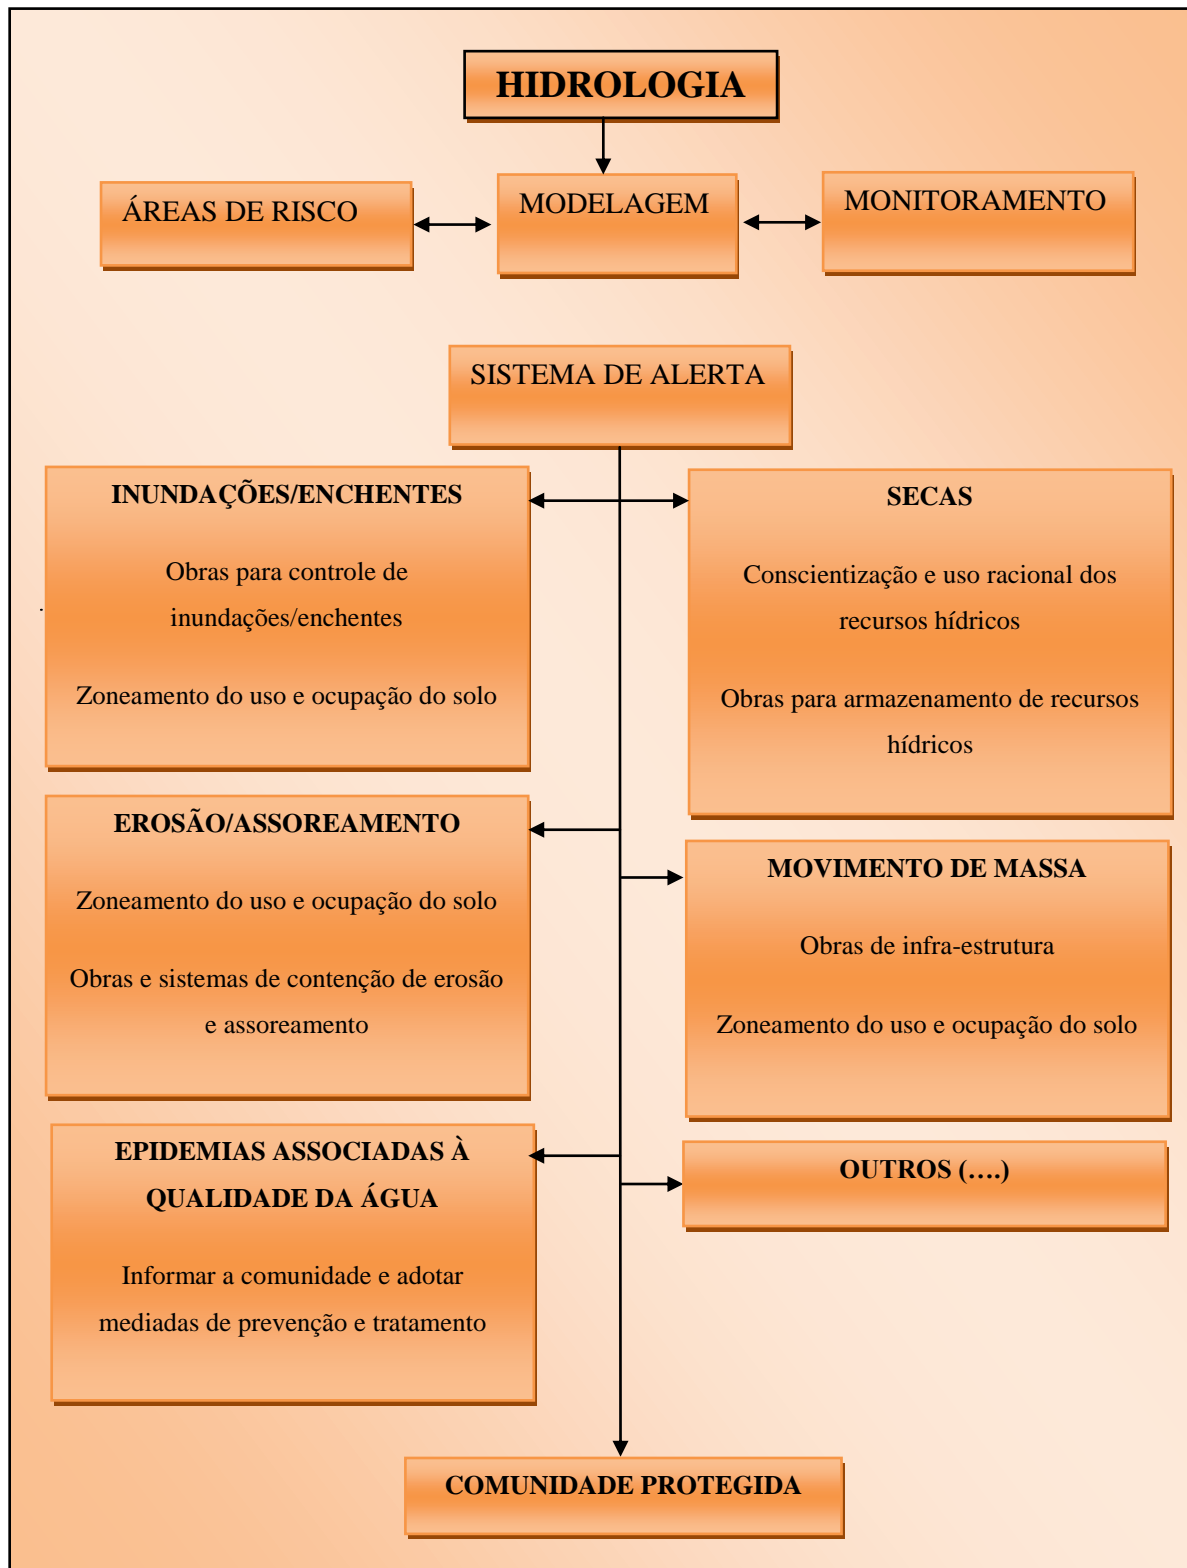 HIDROLOGIA
ÁREAS DE RISCO
MODELAGEM
MONITORAMENTO
SISTEMA DE ALERTA
INUNDAÇÕES/ENCHENTES
Obras para controle de
inundações/enchentes
Zoneamento do uso e ocupação do solo
SECAS
Conscientização e uso racional dos
recursos hídricos
Obras para armazenamento de recursos
hídricos
EROSÃO/ASSOREAMENTO
Zoneamento do uso e ocupação do solo
Obras e sistemas de contenção de erosão
e assoreamento
MOVIMENTO DE MASSA
Obras de infra-estrutura
Zoneamento do uso e ocupação do solo
EPIDEMIAS ASSOCIADAS À
QUALIDADE DA ÁGUA
Informar a comunidade e adotar
mediadas de prevenção e tratamento
OUTROS (….)
COMUNIDADE PROTEGIDA